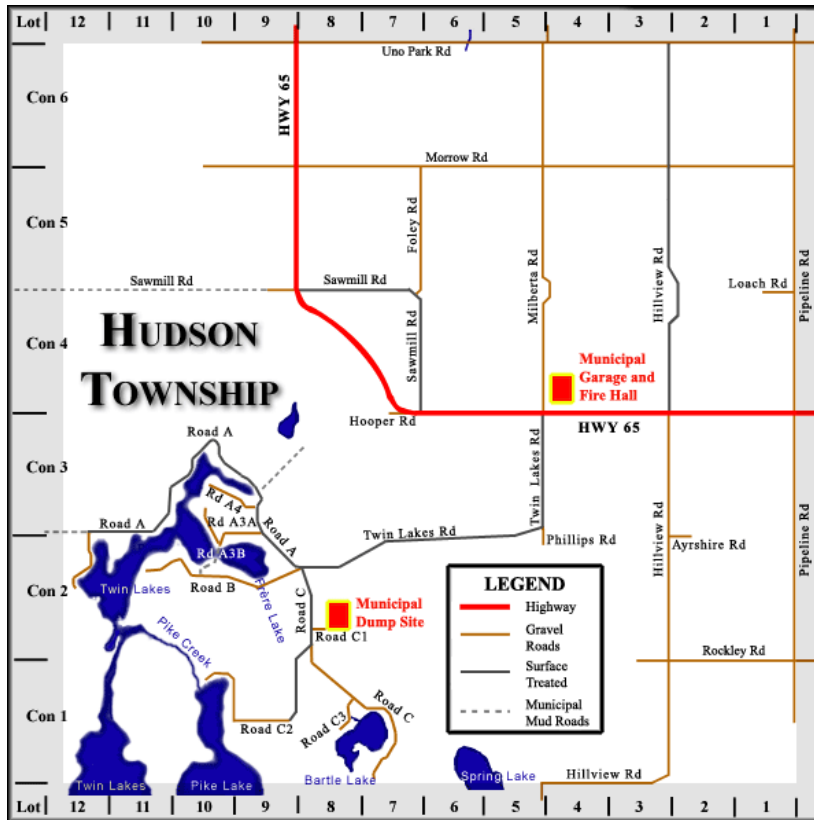 Lot 12 11 10 9 8 7 6 5 4 3 2 1
Uno Park Rd
Con 6
HWY 65
Morrow Rd
Con 5
Foley Rd
Milberta Rd
Hillview Rd
Pipeline Rd
Sawmill Rd
Sawmill Rd
Loach Rd
HUDSON
TOWNSHIP
Con 4
Sawmill Rd
Municipal
Garage and
Fire Hall
Hooper Rd
HWY 65
Road A
Con 3
Twin Lakes Rd
Rd A4
Rd A3A
Road A
Road A
Twin Lakes Rd
Phillips Rd
Ayrshire Rd
Hillview Rd
Pipeline Rd
Rd A3B
Con 2
Twin Lakes
Road B
Frère Lake
Road C
Municipal
Dump Site
Road C1
Pike Creek
LEGEND
Highway
Gravel
Roads
Surface
Treated
Municipal
Mud Roads
Rockley Rd
Con 1
Road C2
Road C3
Road C
Twin Lakes
Pike Lake
Bartle Lake
Spring Lake
Hillview Rd
Lot 12 11 10 9 8 7 6 5 4 3 2 1